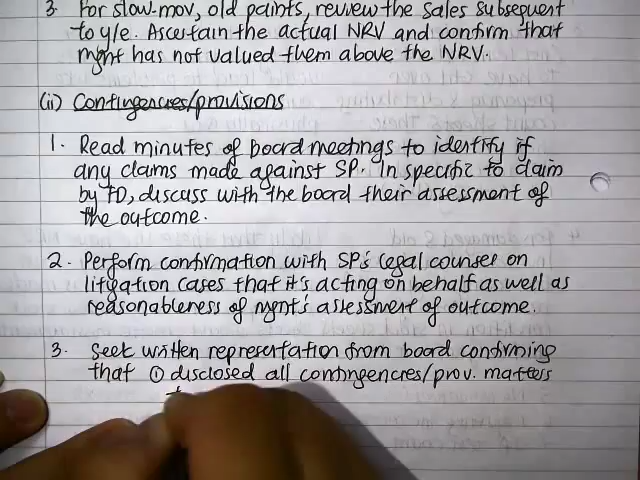 3. For slow-mov, old paints, review the sales subsequent
to y/e. Ascertain the actual NRV and confirm that
mgnt has not valued them above the NRV.
(ii) Contingencies/provisions
1. Read minutes of board meetings to identify if
any claims made against SP. In specific to claim
by FD, discuss with the board their assessment of
the outcome.
2. Perform confirmation with SP's legal counsel on
litigation cases that it's acting on behalf as well as
reasonableness of mgnt's assessment of outcome.
3. Seek written representation from board confirming
that ① disclosed all contingencies/prov. matters